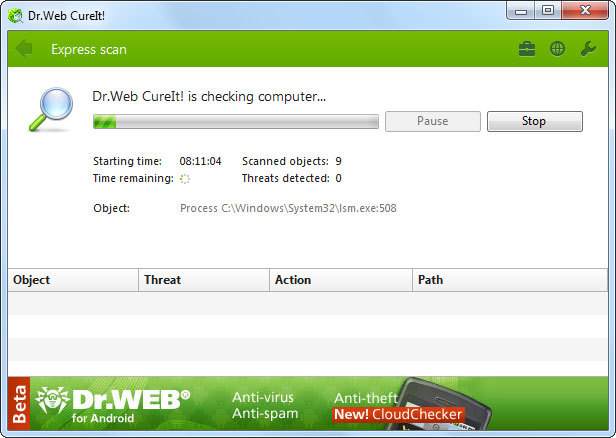 Dr.Web CureIt!
Express scan
Dr.Web CureIt! is checking computer...
Pause
Stop
Starting time: 08:11:04 Scanned objects: 9
Time remaining: Threats detected: 0
Object: Process C:\Windows\System32\lsm.exe:508
Object Threat Action Path
Beta
Dr.WEB®
for Android
Anti-virus
Anti-spam
Anti-theft
New! CloudChecker